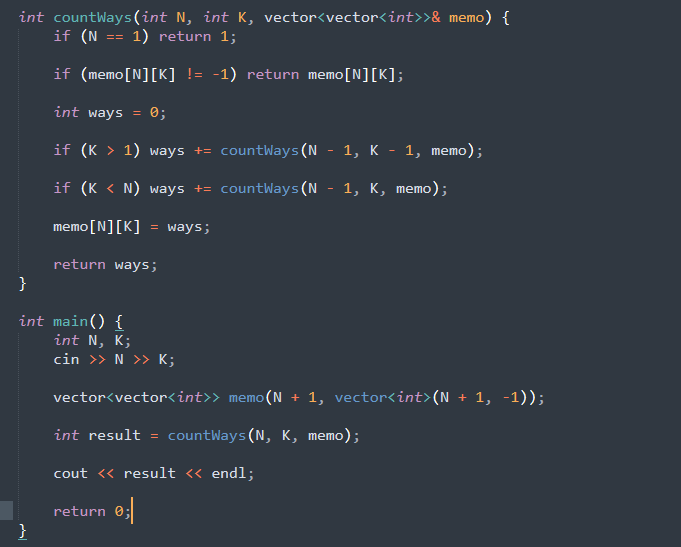 int countWays(int N, int K, vector<vector<int>>& memo) {
    if (N == 1) return 1;
    if (memo[N][K] != -1) return memo[N][K];
    int ways = 0;
    if (K > 1) ways += countWays(N - 1, K - 1, memo);
    if (K < N) ways += countWays(N - 1, K, memo);
    memo[N][K] = ways;
    return ways;
}
int main() {
    int N, K;
    cin >> N >> K;
    vector<vector<int>> memo(N + 1, vector<int>(N + 1, -1));
    int result = countWays(N, K, memo);
    cout << result << endl;
    return 0;
}